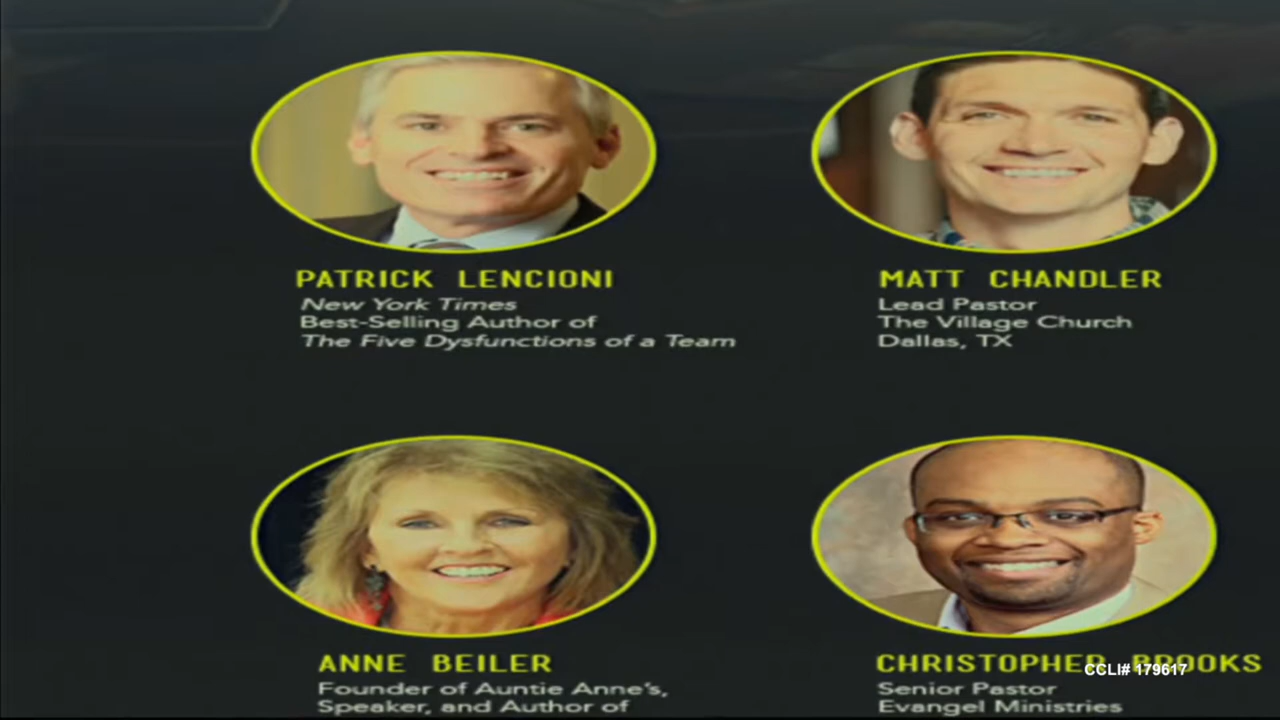 PATRICK LENCIONI
New York Times
Best-Selling Author of
The Five Dysfunctions of a Team
MATT CHANDLER
Lead Pastor
The Village Church
Dallas, TX
ANNE BEILER
Founder of Auntie Anne's,
Speaker, and Author of
CHRISTOPHER BROOKS
CCLI# 179617
Senior Pastor
Evangel Ministries